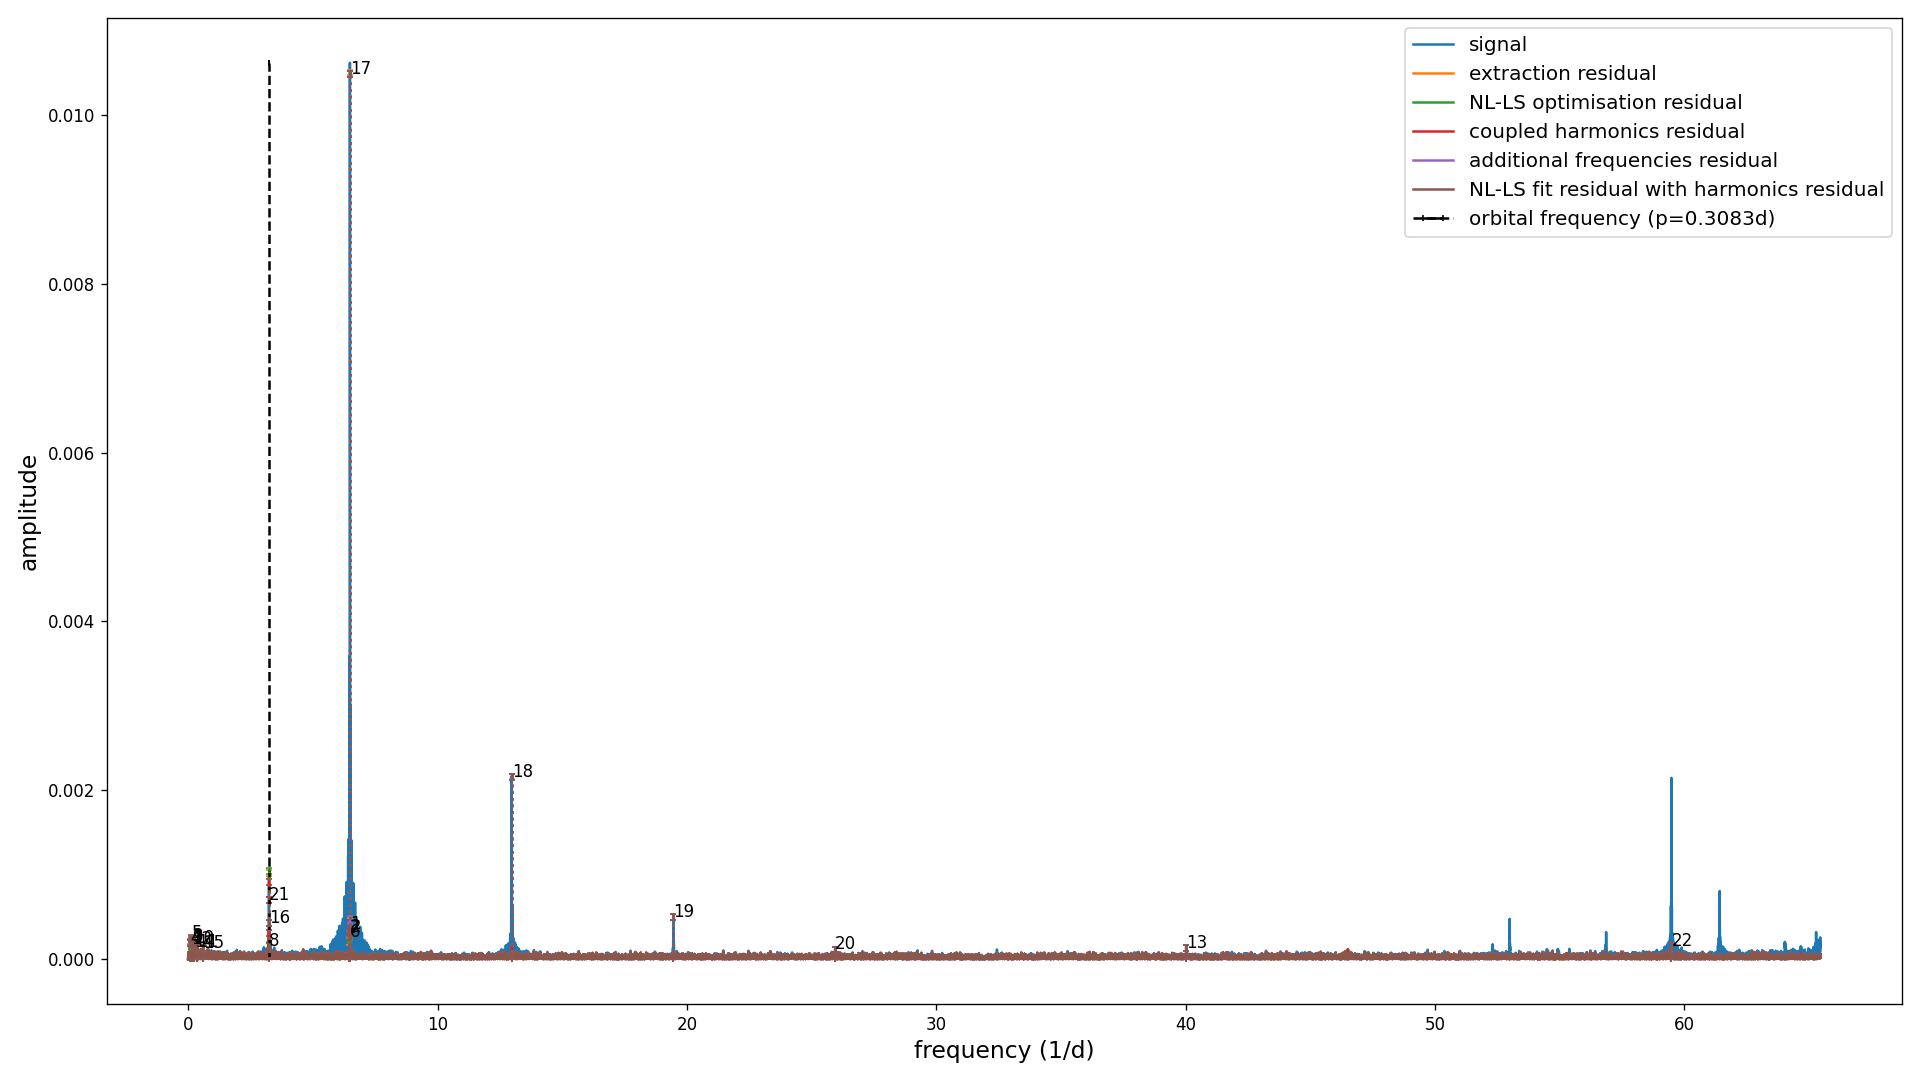 signal
extraction residual
NL-LS optimisation residual
coupled harmonics residual
additional frequencies residual
NL-LS fit residual with harmonics residual
orbital frequency (p=0.3083d)
amplitude
0.010
0.008
0.006
0.004
0.002
0.000
17
18
21
16
8
19
20
13
22
5
6
0
10
20
30
40
50
60
frequency (1/d)